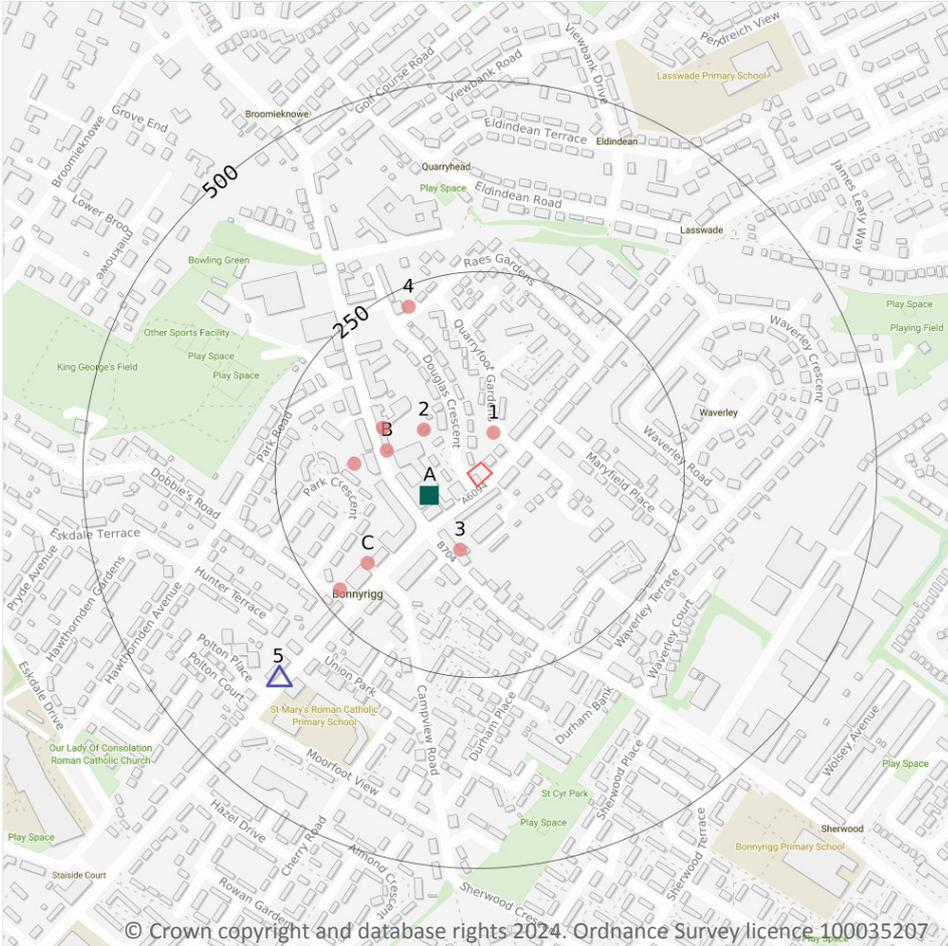 Pendreich View
Viewbank Drive
Golf Course Road
Viewbank Road
Lasswade Primary School
Grove End
Broomieknowe
Eldindean Terrace
Eldindean
Broomieknowe
Quarryhead
Play Space
Eldindean Road
James Leary Way
500
Lower Broomieknowe
Lasswade
Bowling Green
Raes Gardens
4
250
Play Space
Playing Field
Other Sports Facility
Play Space
King George's Field
Play Space
Quarryfoot Gardens
Douglas Crescent
Waverley Crescent
2
1
B
Waverley
Park Road
Waverley Road
A
Park Crescent
A6094
Maryfield Place
Dobbie's Road
Eskdale Terrace
3
B704
C
Pryde Avenue
Hawthornden Gardens
Hawthornden Avenue
Hunter Terrace
Bonnyrigg
Waverley Terrace
Waverley Court
Polton Place
Polton Court
5
Union Park
Eskdale Drive
St Mary's Roman Catholic
Primary School
Campview Road
Durham Place
Durham Bank
Our Lady Of Consolation
Roman Catholic Church
Moorfoot View
Wolsey Avenue
Play Space
Sherwood Place
St Cyr Park
Play Space
Hazel Drive
Cherry Road
Sherwood Terrace
Sherwood
Bonnyrigg Primary School
Play Space
Almond Crescent
Staiside Court
Rowan Gardens
Sherwood Cres
Play Space
© Crown copyright and database rights 2024. Ordnance Survey licence 100035207